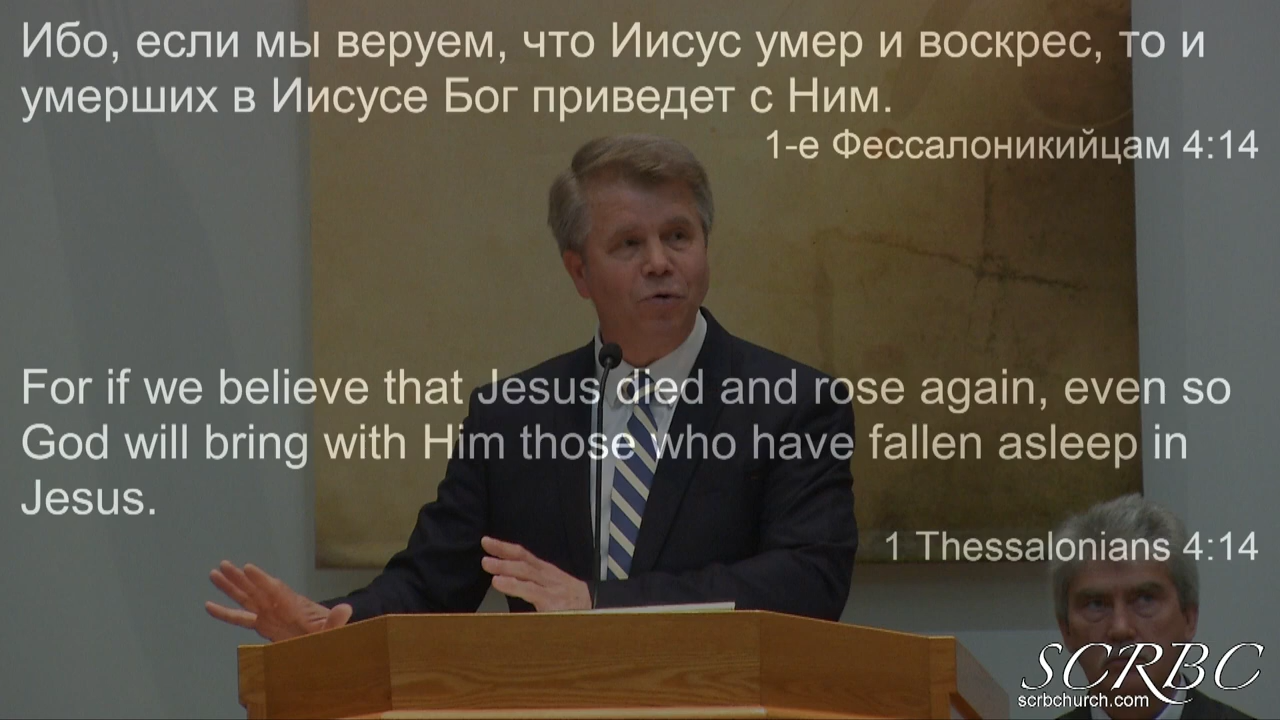 Ибо, если мы веруем, что Иисус умер и воскрес, то и
умерших в Иисусе Бог приведет с Ним.
1-е Фессалоникийцам 4:14
For if we believe that Jesus died and rose again, even so
God will bring with Him those who have fallen asleep in
Jesus.
1 Thessalonians 4:14
SCRBC
scrbchurch.com